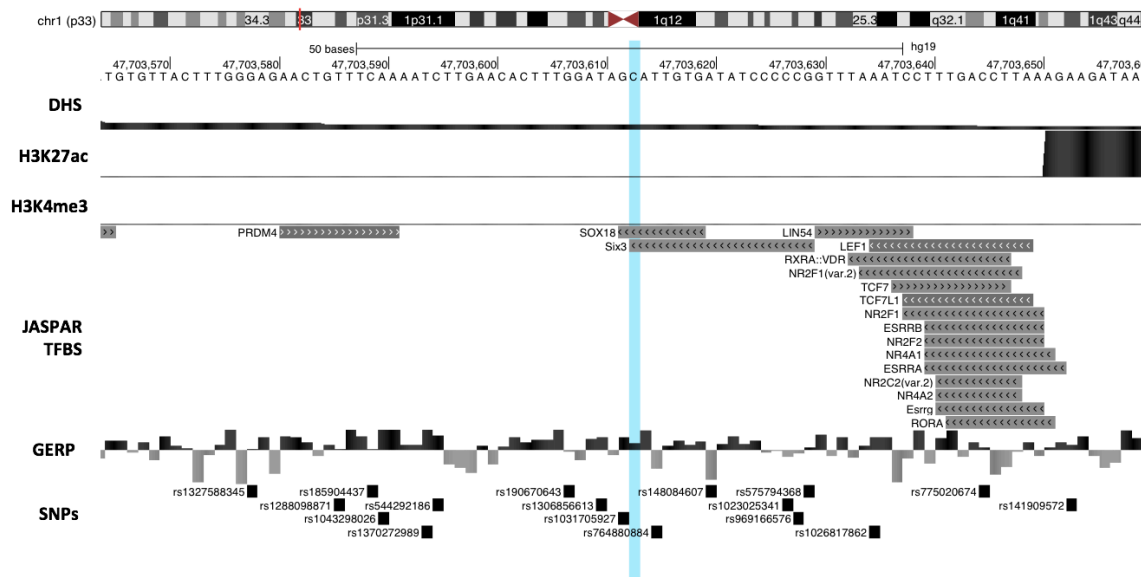 chr1 (p33) 34.3 33 p31.3 1p31.1 1q12 25.3 q32.1 1q41 1q43 q44
50 bases hg19
47,703,570 47,703,580 47,703,590 47,703,600 47,703,610 47,703,620 47,703,630 47,703,640 47,703,650
TGTGTTACTTTGGGAGAACTGTTTCAAAATCTTGAACACTTTGGATAGCATTGTGATATCCCCCCGGTTTAAATCCTTTGACCTTAAAGAAGATAA
DHS
H3K27ac
H3K4me3
PRDM4 SOX18 LIN54
Six3 LEF1
RXRA::VDR
NR2F1(var.2)
TCF7
TCF7L1
JASPAR
TFBS
NR2F1
ESRRB
NR2F2
NR4A1
ESRRA
NR2C2(var.2)
NR4A2
Esrrg
RORA
GERP
SNPs
rs1327588345 rs185904437 rs190670643 rs148084607 rs575794368 rs775020674
rs1288098871 rs544292186 rs1306856613 rs1023025341 rs141909572
rs1043298026 rs1031705927 rs969166576
rs1370272989 rs764880884 rs1026817862